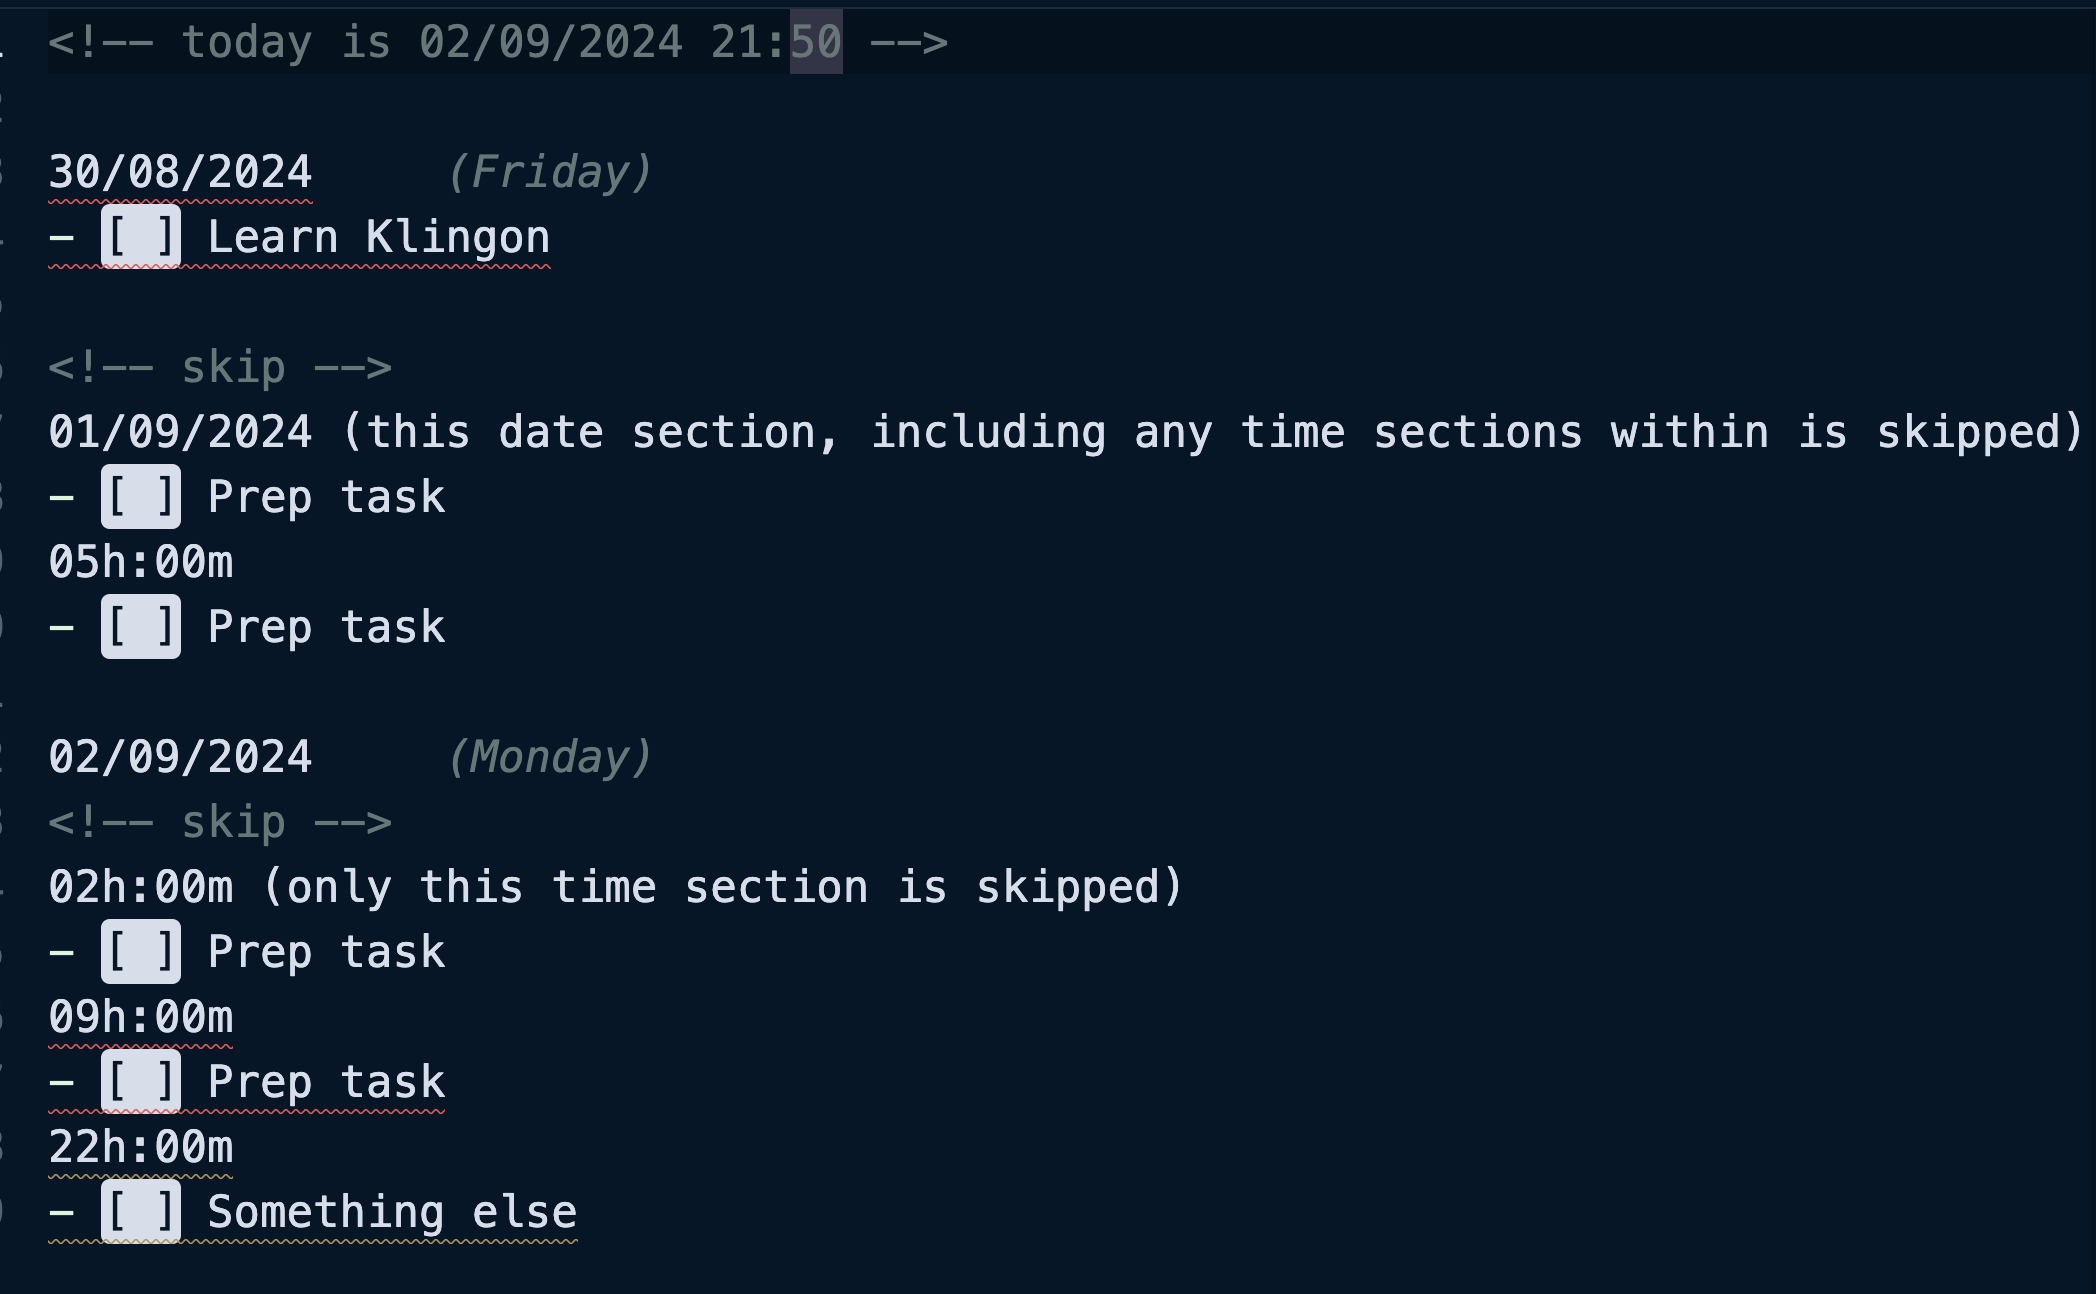 <!-- today is 02/09/2024 21:50 -->
30/08/2024 (Friday)
- [ ] Learn Klingon
<!-- skip -->
01/09/2024 (this date section, including any time sections within is skipped)
- [ ] Prep task
05h:00m
- [ ] Prep task
02/09/2024 (Monday)
<!-- skip -->
02h:00m (only this time section is skipped)
- [ ] Prep task
09h:00m
- [ ] Prep task
22h:00m
- [ ] Something else